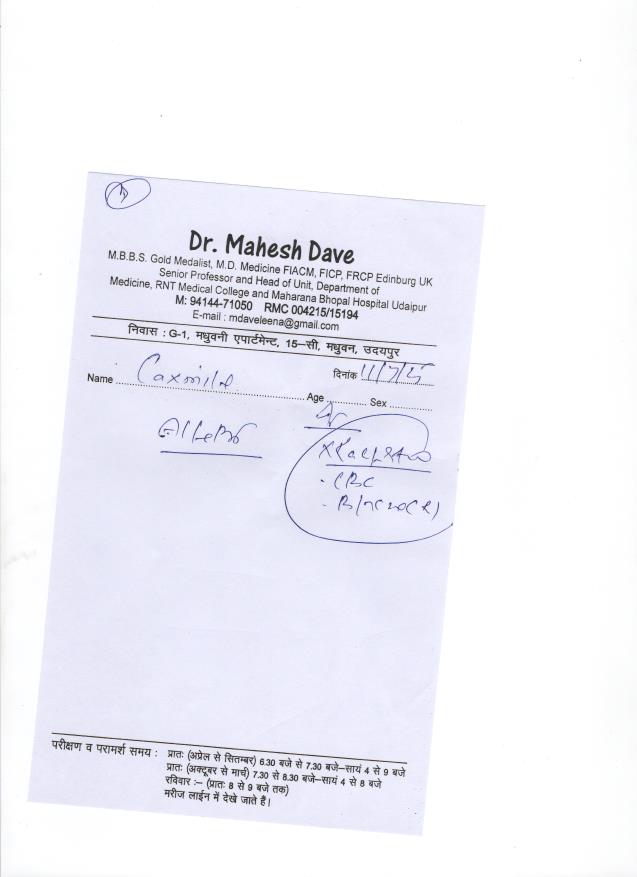 Dr. Mahesh Dave
M.B.B.S. Gold Medalist, M.D. Medicine FIACM, FICP, FRCP Edinburg UK
Senior Professor and Head of Unit, Department of
Medicine, RNT Medical College and Maharana Bhopal Hospital Udaipur
M: 94144-71050 RMC 004215/15194
E-mail : mdaveleena@gmail.com
निवास : G-1, मधुवनी एपार्टमेन्ट, 15–सी, मधुवन, उदयपुर
दिनांक 11/7/25
Name ........ Age ........ Sex ........
CBC
परीक्षण व परामर्श समय : प्रातः (अप्रेल से सितम्बर) 6.30 बजे से 7.30 बजे–सायं 4 से 9 बजे
प्रातः (अक्टूबर से मार्च) 7.30 से 8.30 बजे–सायं 4 से 8 बजे
रविवार :– (प्रातः 8 से 9 बजे तक)
मरीज लाईन में देखे जाते हैं।